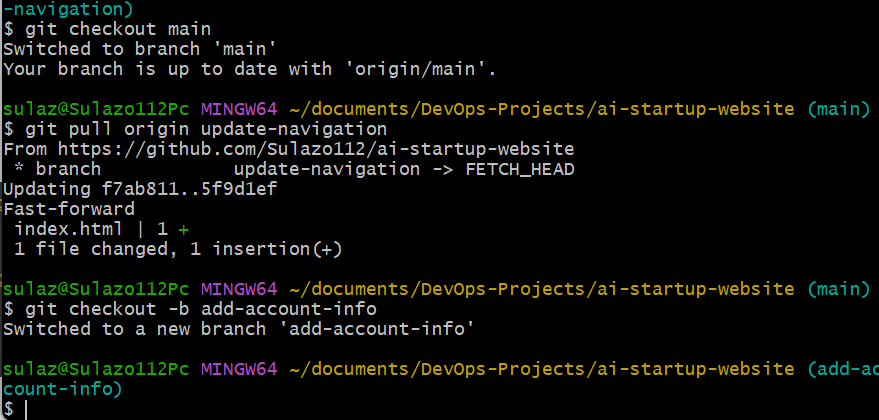 -navigation)
$ git checkout main
Switched to branch 'main'
Your branch is up to date with 'origin/main'.
sulaz@Sulazo112Pc MINGW64 ~/documents/DevOps-Projects/ai-startup-website (main)
$ git pull origin update-navigation
From https://github.com/Sulazo112/ai-startup-website
 * branch            update-navigation -> FETCH_HEAD
Updating f7ab811..5f9d1ef
Fast-forward
 index.html | 1 +
 1 file changed, 1 insertion(+)
sulaz@Sulazo112Pc MINGW64 ~/documents/DevOps-Projects/ai-startup-website (main)
$ git checkout -b add-account-info
Switched to a new branch 'add-account-info'
sulaz@Sulazo112Pc MINGW64 ~/documents/DevOps-Projects/ai-startup-website (add-ac
count-info)
$